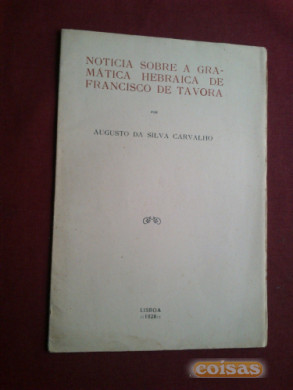 NOTICIA SOBRE A GRA-
MÁTICA HEBRAICA DE
FRANCISCO DE TAVORA
POR
AUGUSTO DA SILVA CARVALHO
LISBOA
coisas